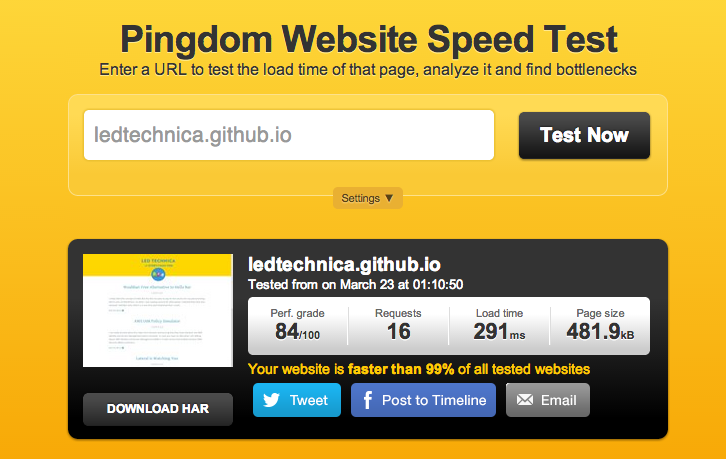 Pingdom Website Speed Test
Enter a URL to test the load time of that page, analyze it and find bottlenecks
ledtechnica.github.io
Test Now
Settings ▼
LED TECHNICA
ledtechnica.github.io
Tested from on March 23 at 01:10:50
Perf. grade Requests Load time Page size
84/100 16 291ms 481.9kB
Your website is faster than 99% of all tested websites
DOWNLOAD HAR
Tweet
Post to Timeline
Email